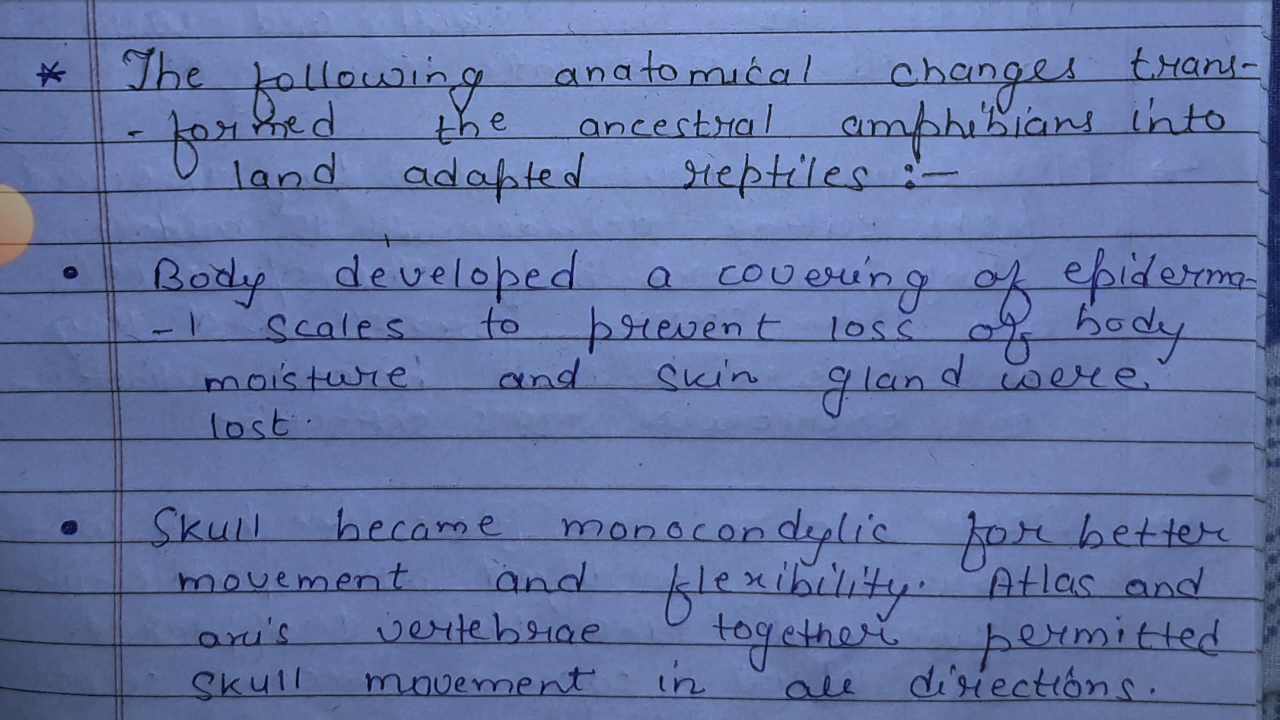 * The following anatomical changes trans-
- formed the ancestral amphibians into
land adapted reptiles :-
• Body developed a covering of epiderma-
- l scales to prevent loss of body
moisture and skin gland were
lost.
• Skull became monocondylic for better
movement and flexibility. Atlas and
axis vertebrae together permitted
skull movement in all directions.